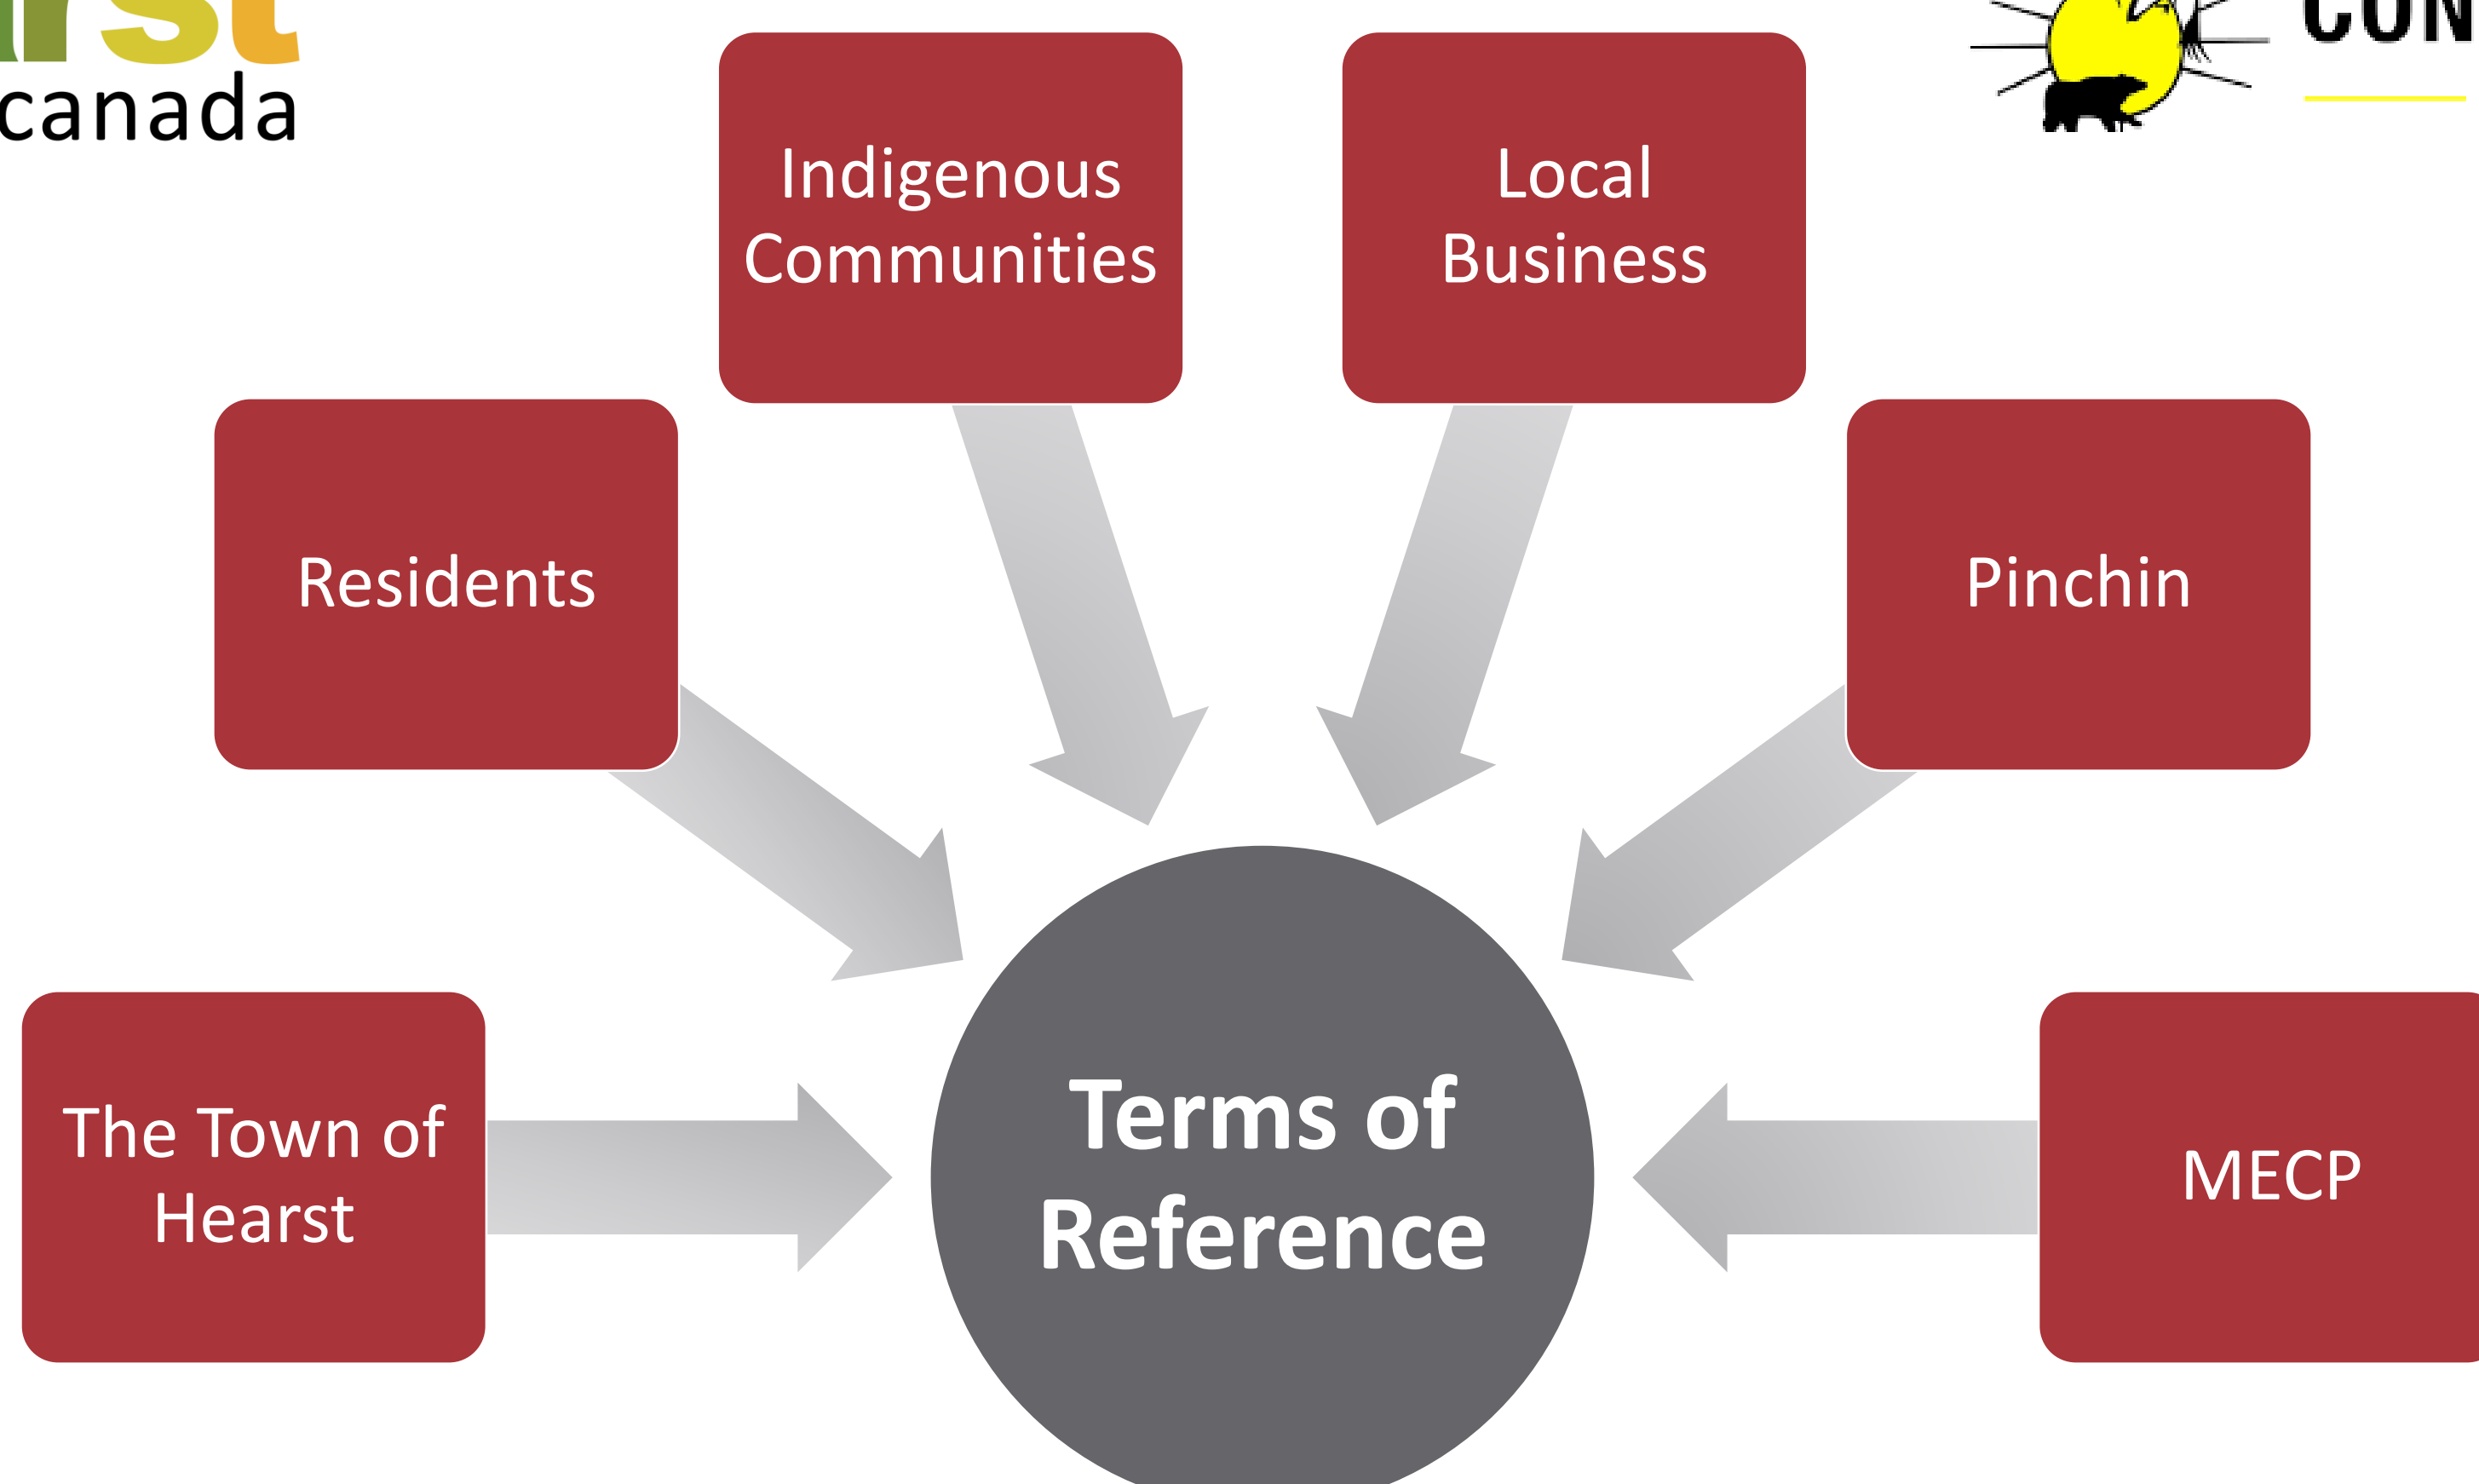 canada
Indigenous
Communities
Local
Business
Residents
Pinchin
The Town of
Hearst
Terms of
Reference
MECP